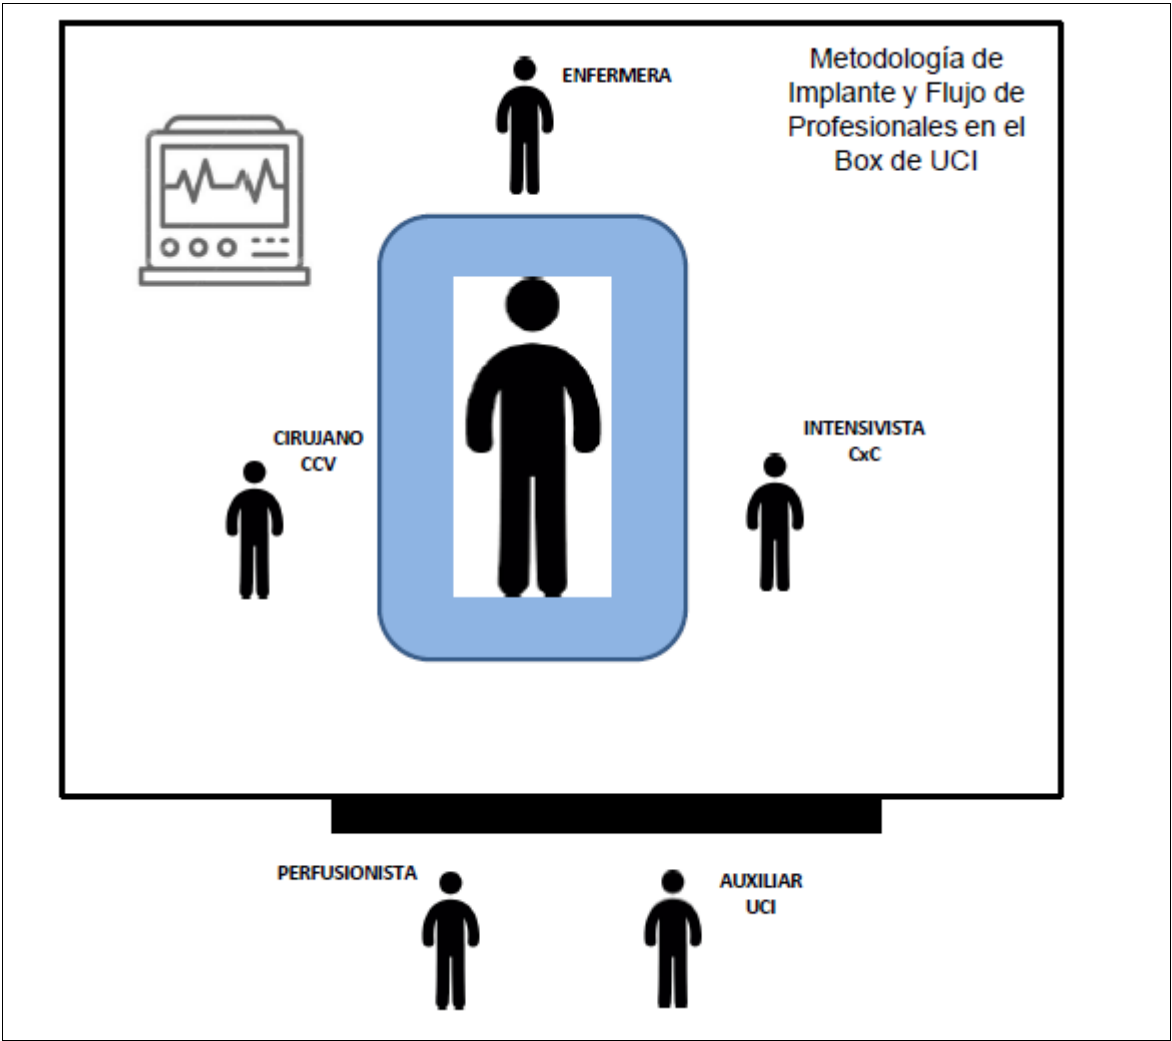 ENFERMERA
Metodología de
Implante y Flujo de
Profesionales en el
Box de UCI
CIRUJANO
CCV
INTENSIVISTA
CxC
PERFUSIONISTA
AUXILIAR
UCI